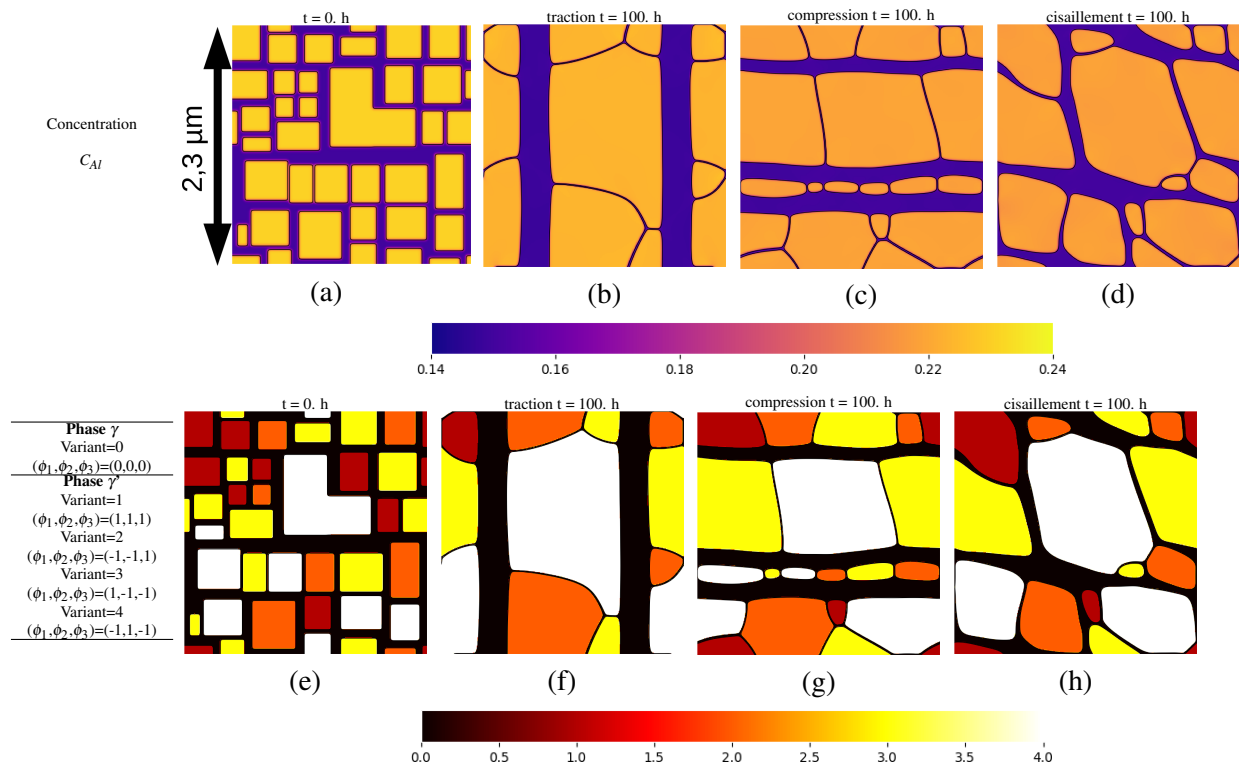 t = 0. h
traction t = 100. h
compression t = 100. h
cisaillement t = 100. h
Concentration
C_{Al}
2,3 μm
(a)
(b)
(c)
(d)
0.14
0.16
0.18
0.20
0.22
0.24
t = 0. h
traction t = 100. h
compression t = 100. h
cisaillement t = 100. h
Phase γ
Variant=0
(ϕ₁,ϕ₂,ϕ₃)=(0,0,0)
Phase γ'
Variant=1
(ϕ₁,ϕ₂,ϕ₃)=(1,1,1)
Variant=2
(ϕ₁,ϕ₂,ϕ₃)=(-1,-1,1)
Variant=3
(ϕ₁,ϕ₂,ϕ₃)=(1,-1,-1)
Variant=4
(ϕ₁,ϕ₂,ϕ₃)=(-1,1,-1)
(e)
(f)
(g)
(h)
0.0
0.5
1.0
1.5
2.0
2.5
3.0
3.5
4.0